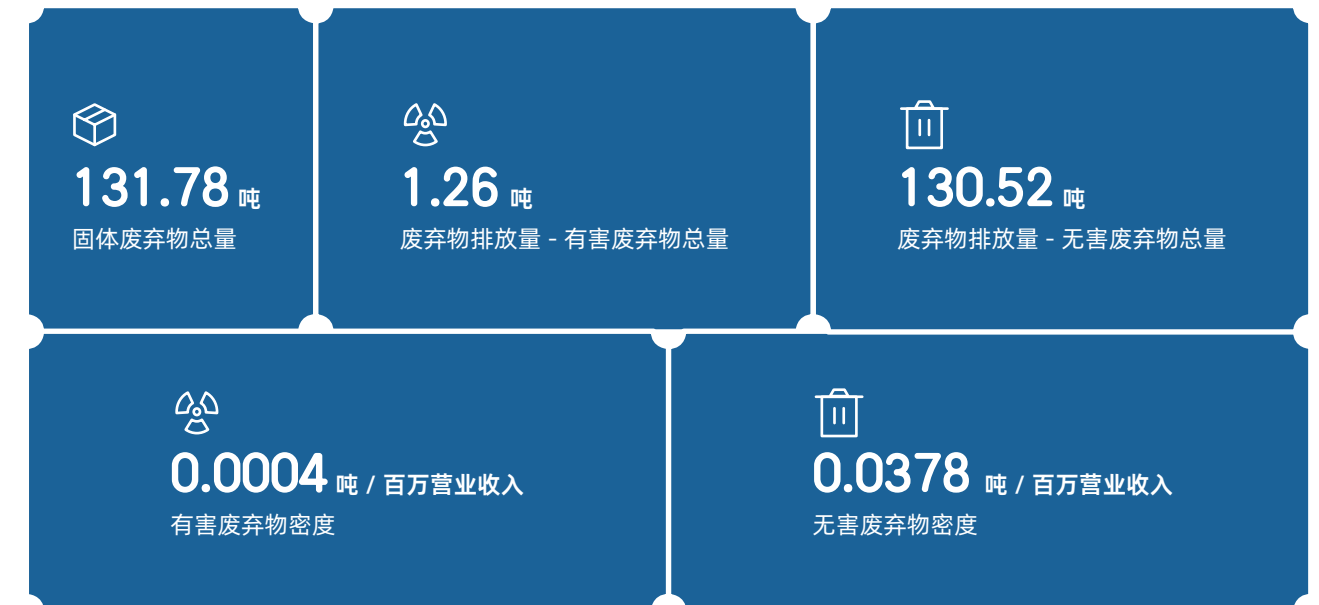 131.78 吨
固体废弃物总量
1.26 吨
废弃物排放量 - 有害废弃物总量
130.52 吨
废弃物排放量 - 无害废弃物总量
0.0004 吨 / 百万营业收入
有害废弃物密度
0.0378 吨 / 百万营业收入
无害废弃物密度